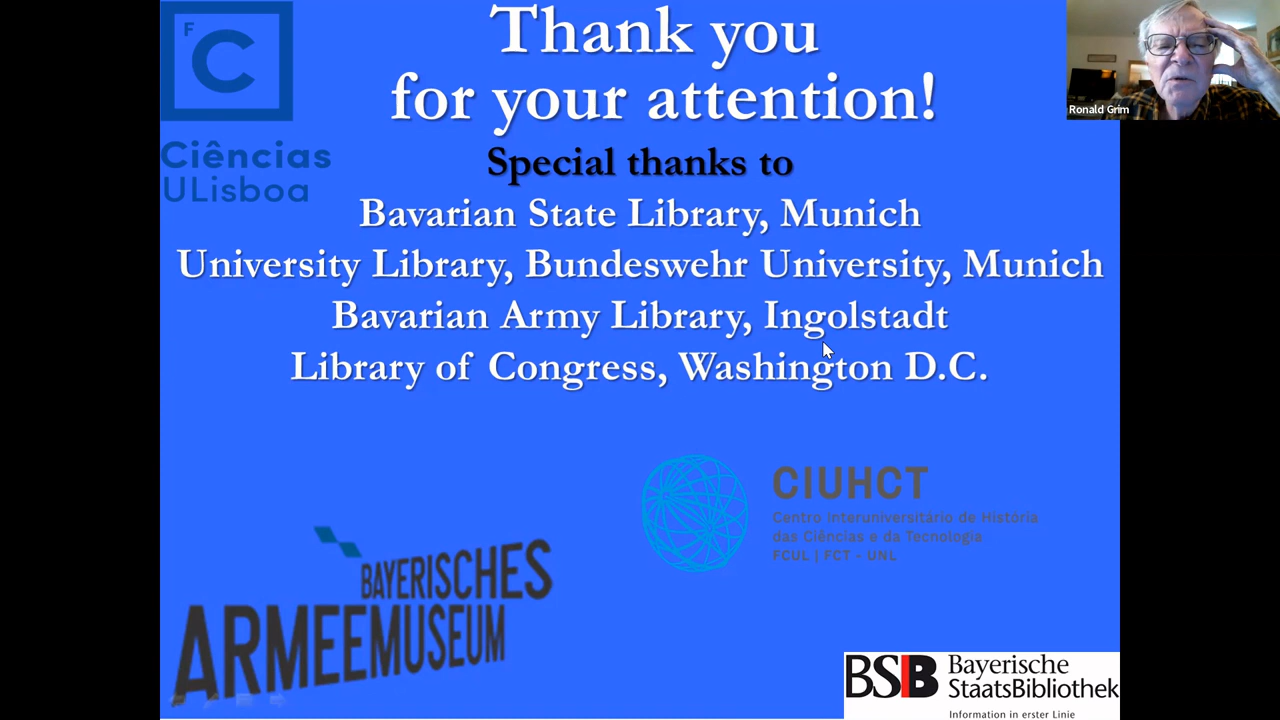 F
C
Ciências
ULisboa
Thank you
for your attention!
Special thanks to
Bavarian State Library, Munich
University Library, Bundeswehr University, Munich
Bavarian Army Library, Ingolstadt
Library of Congress, Washington D.C.
Ronald Grim
CIUHCT
Centro Interuniversitário de História
das Ciências e da Tecnologia
FCUL | FCT - UNL
BAYERISCHES
ARMEEMUSEUM
BSB Bayerische
StaatsBibliothek
Information in erster Linie